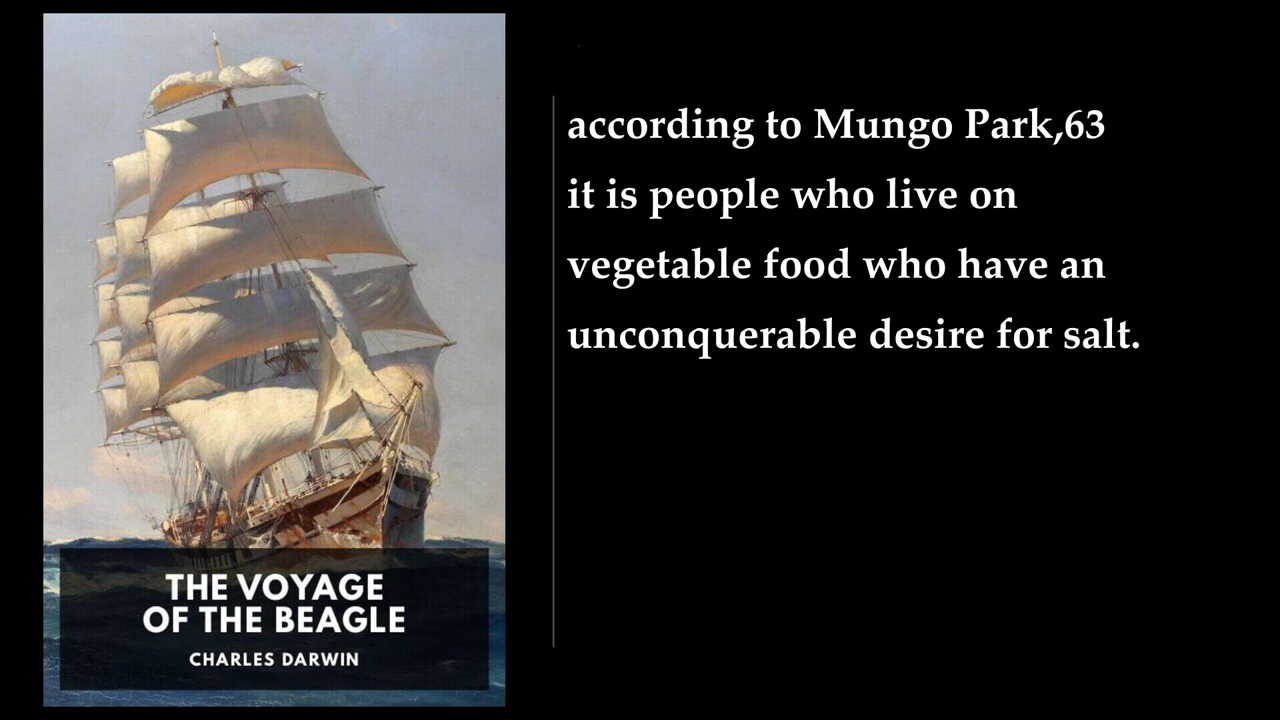 THE VOYAGE
OF THE BEAGLE
CHARLES DARWIN
according to Mungo Park,63
it is people who live on
vegetable food who have an
unconquerable desire for salt.